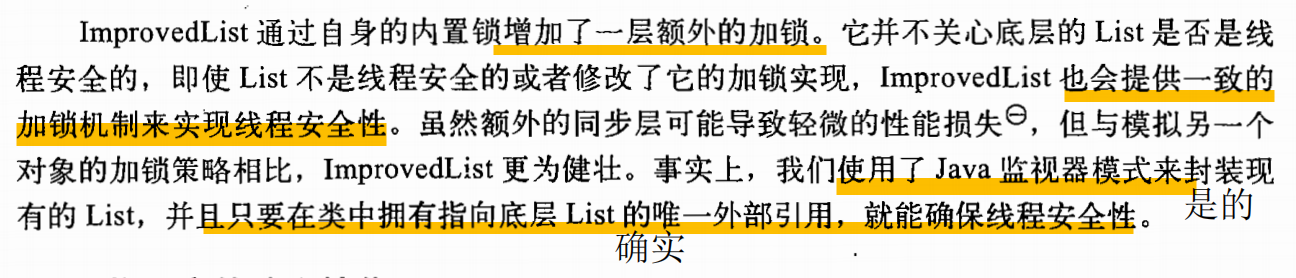 ImprovedList 通过自身的内置锁增加了一层额外的加锁。它并不关心底层的 List 是否是线
程安全的，即使 List 不是线程安全的或者修改了它的加锁实现，ImprovedList 也会提供一致的
加锁机制来实现线程安全性。虽然额外的同步层可能导致轻微的性能损失㊀，但与模拟另一个
对象的加锁策略相比，ImprovedList 更为健壮。事实上，我们使用了 Java 监视器模式来封装现
有的 List，并且只要在类中拥有指向底层 List 的唯一外部引用，就能确保线程安全性。
是的
确实